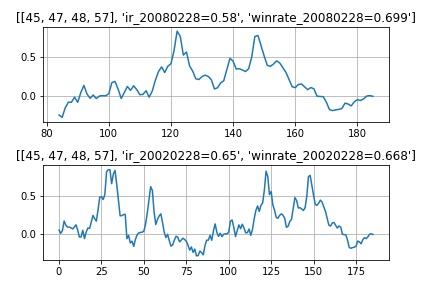 [[45, 47, 48, 57], 'ir_20080228=0.58', 'winrate_20080228=0.699']
0.5
0.0
80 100 120 140 160 180
[[45, 47, 48, 57], 'ir_20020228=0.65', 'winrate_20020228=0.668']
0.5
0.0
0 25 50 75 100 125 150 175